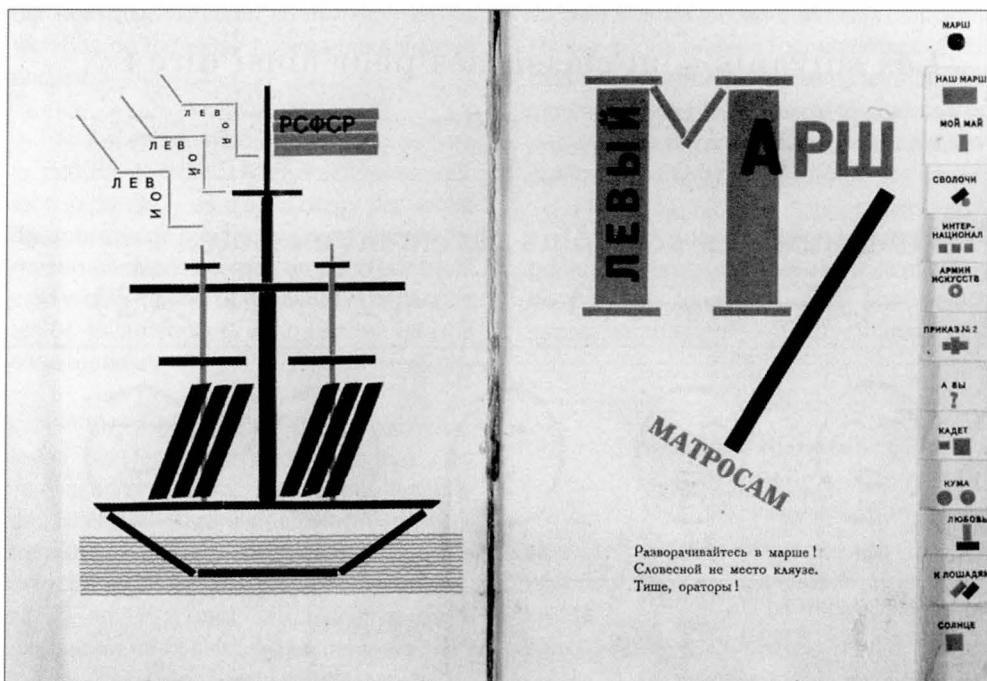 ЛЕВ
ОЙ
ЛЕВ
ОЙ
ЛЕВ
ОЙ
РСФСР
ЛЕВЫЙ
МАРШ
МАТРОСАМ
Разворачивайтесь в марше!
Словесной не место кляузе.
Тише, ораторы!
МАРШ
НАШ МАРШ
МОЙ МАЙ
СВОЛОЧИ
ИНТЕР-
НАЦИОНАЛ
АРМИИ
ИСКУССТВ
ПРИКАЗ № 2
А ВЫ
?
КАДЕТ
КУМА
ЛЮБОВЬ
К ЛОШАДЯМ
СОЛНЦЕ